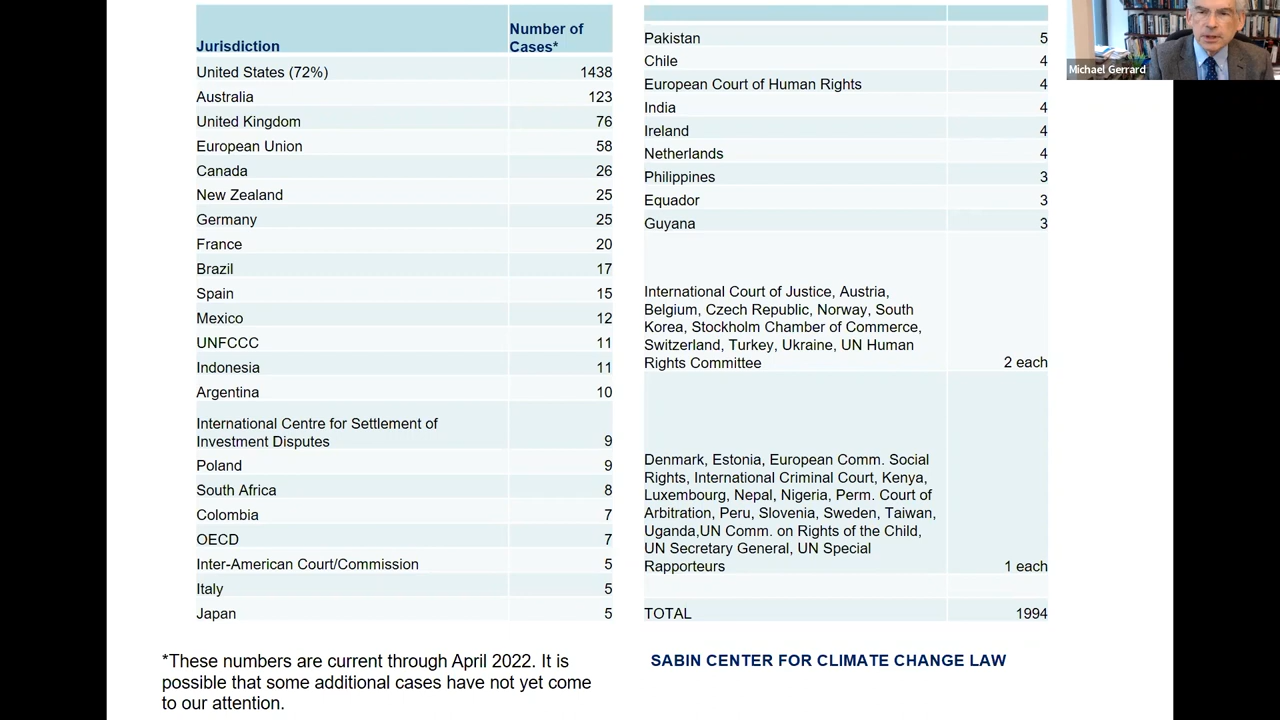 Jurisdiction
Number of
Cases*
United States (72%) 1438
Australia 123
United Kingdom 76
European Union 58
Canada 26
New Zealand 25
Germany 25
France 20
Brazil 17
Spain 15
Mexico 12
UNFCCC 11
Indonesia 11
Argentina 10
International Centre for Settlement of
Investment Disputes 9
Poland 9
South Africa 8
Colombia 7
OECD 7
Inter-American Court/Commission 5
Italy 5
Japan 5
Pakistan 5
Chile 4
European Court of Human Rights 4
India 4
Ireland 4
Netherlands 4
Philippines 3
Equador 3
Guyana 3
International Court of Justice, Austria,
Belgium, Czech Republic, Norway, South
Korea, Stockholm Chamber of Commerce,
Switzerland, Turkey, Ukraine, UN Human
Rights Committee 2 each
Denmark, Estonia, European Comm. Social
Rights, International Criminal Court, Kenya,
Luxembourg, Nepal, Nigeria, Perm. Court of
Arbitration, Peru, Slovenia, Sweden, Taiwan,
Uganda,UN Comm. on Rights of the Child,
UN Secretary General, UN Special
Rapporteurs 1 each
TOTAL 1994
*These numbers are current through April 2022. It is
possible that some additional cases have not yet come
to our attention.
SABIN CENTER FOR CLIMATE CHANGE LAW
Michael Gerrard